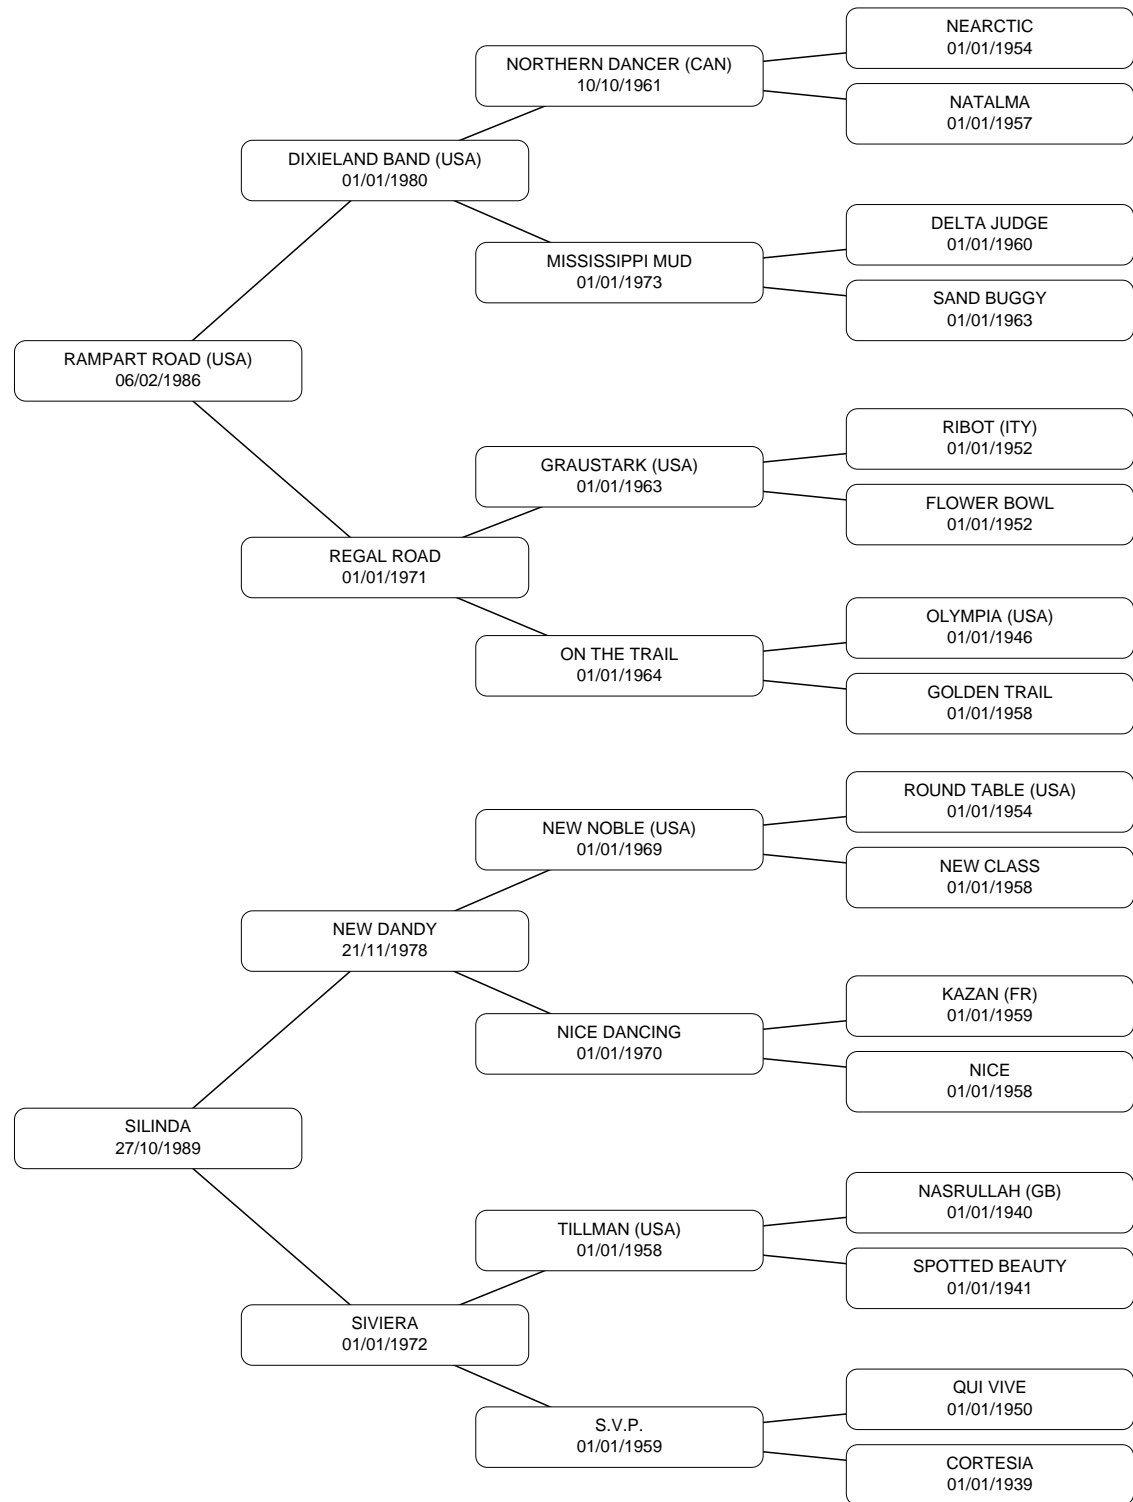 NEARCTIC
01/01/1954
NORTHERN DANCER (CAN)
10/10/1961
NATALMA
01/01/1957
DIXIELAND BAND (USA)
01/01/1980
DELTA JUDGE
01/01/1960
MISSISSIPPI MUD
01/01/1973
SAND BUGGY
01/01/1963
RAMPART ROAD (USA)
06/02/1986
RIBOT (ITY)
01/01/1952
GRAUSTARK (USA)
01/01/1963
FLOWER BOWL
01/01/1952
REGAL ROAD
01/01/1971
OLYMPIA (USA)
01/01/1946
ON THE TRAIL
01/01/1964
GOLDEN TRAIL
01/01/1958
ROUND TABLE (USA)
01/01/1954
NEW NOBLE (USA)
01/01/1969
NEW CLASS
01/01/1958
NEW DANDY
21/11/1978
KAZAN (FR)
01/01/1959
NICE DANCING
01/01/1970
NICE
01/01/1958
SILINDA
27/10/1989
NASRULLAH (GB)
01/01/1940
TILLMAN (USA)
01/01/1958
SPOTTED BEAUTY
01/01/1941
SIVIERA
01/01/1972
QUI VIVE
01/01/1950
S.V.P.
01/01/1959
CORTESIA
01/01/1939